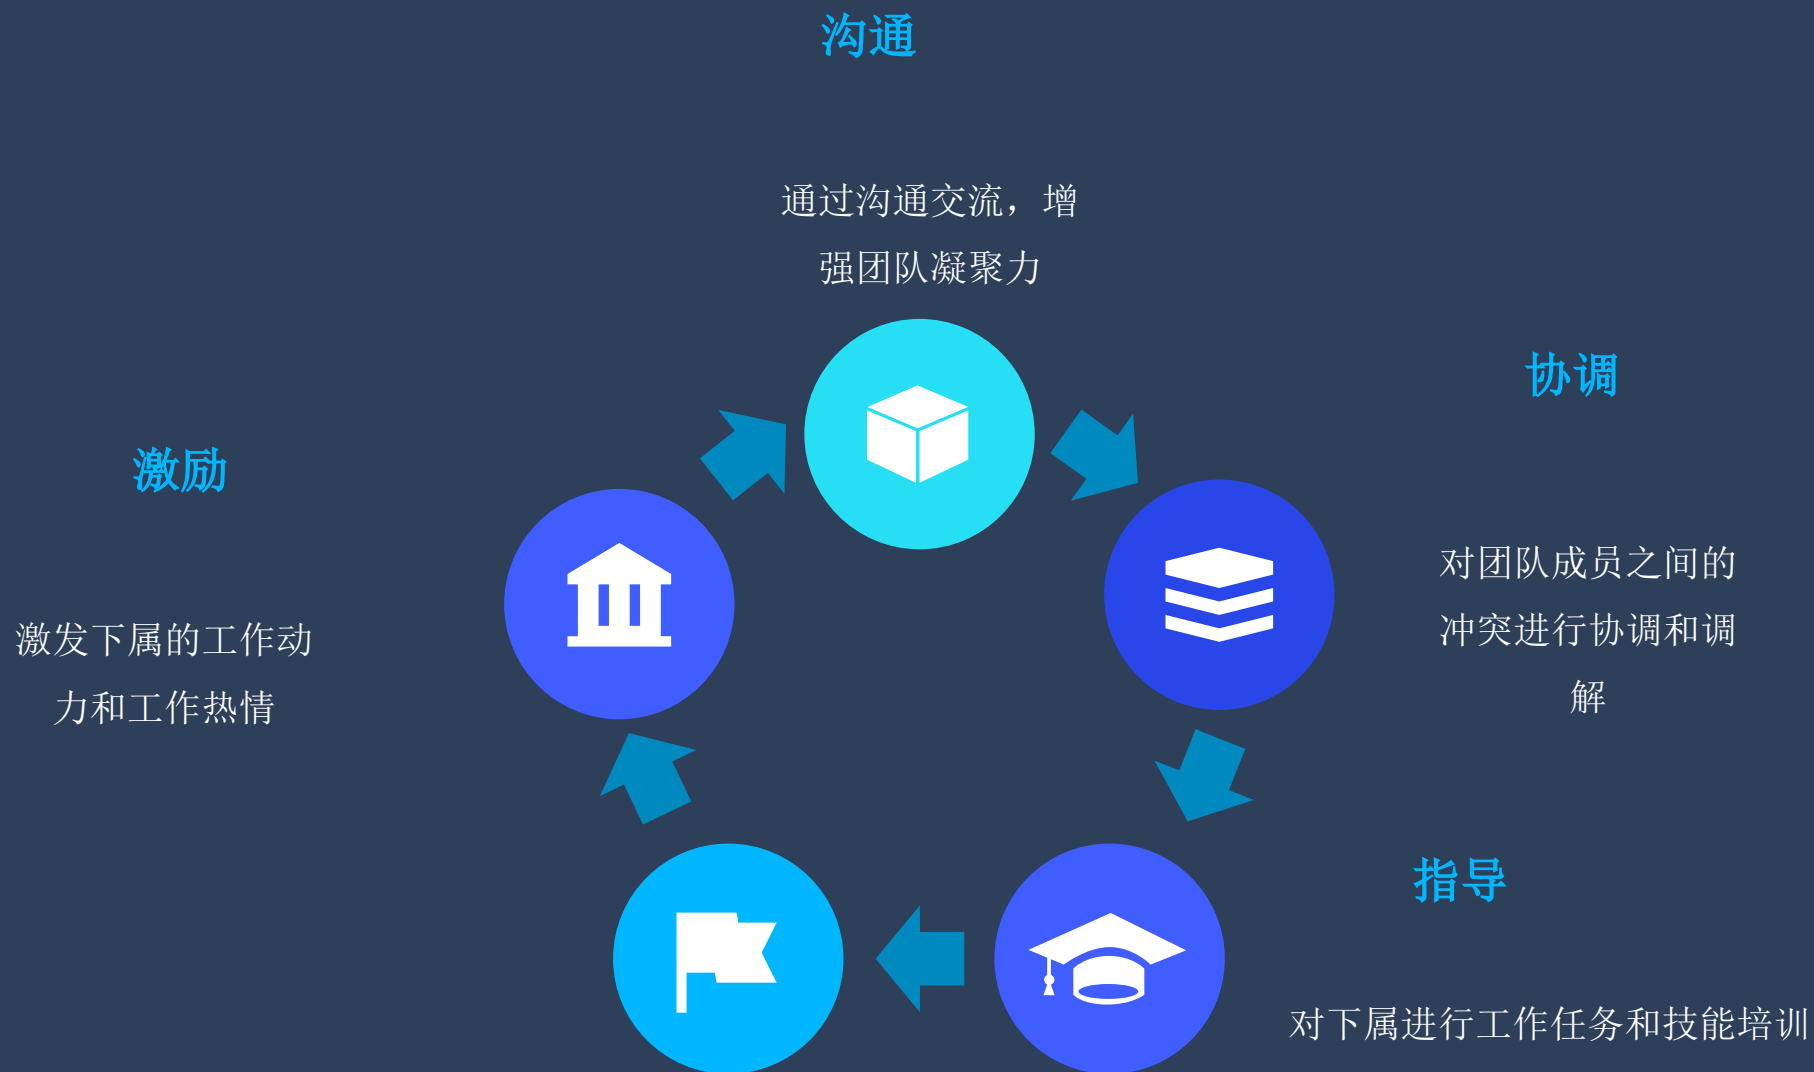 沟通
通过沟通交流，增
强团队凝聚力
协调
对团队成员之间的
冲突进行协调和调
解
激励
激发下属的工作动
力和工作热情
指导
对下属进行工作任务和技能培训